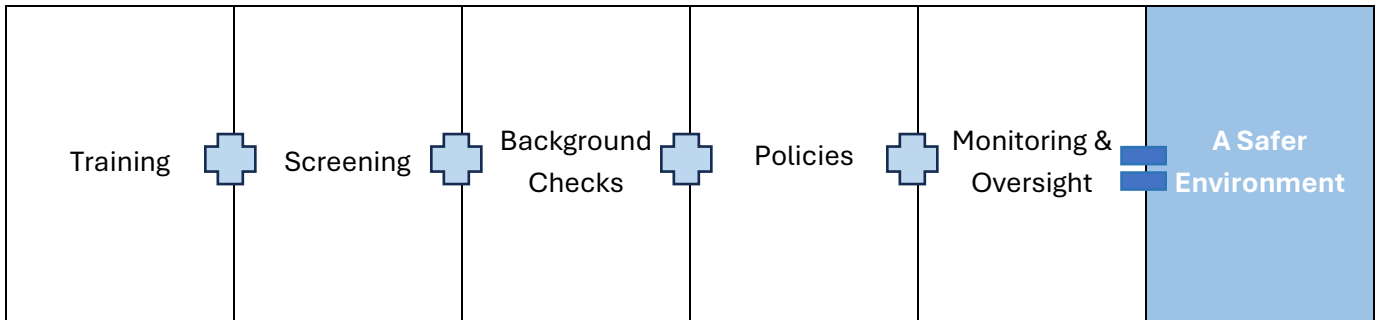 Training
Screening
Background
Checks
Policies
Monitoring &
Oversight
A Safer
Environment